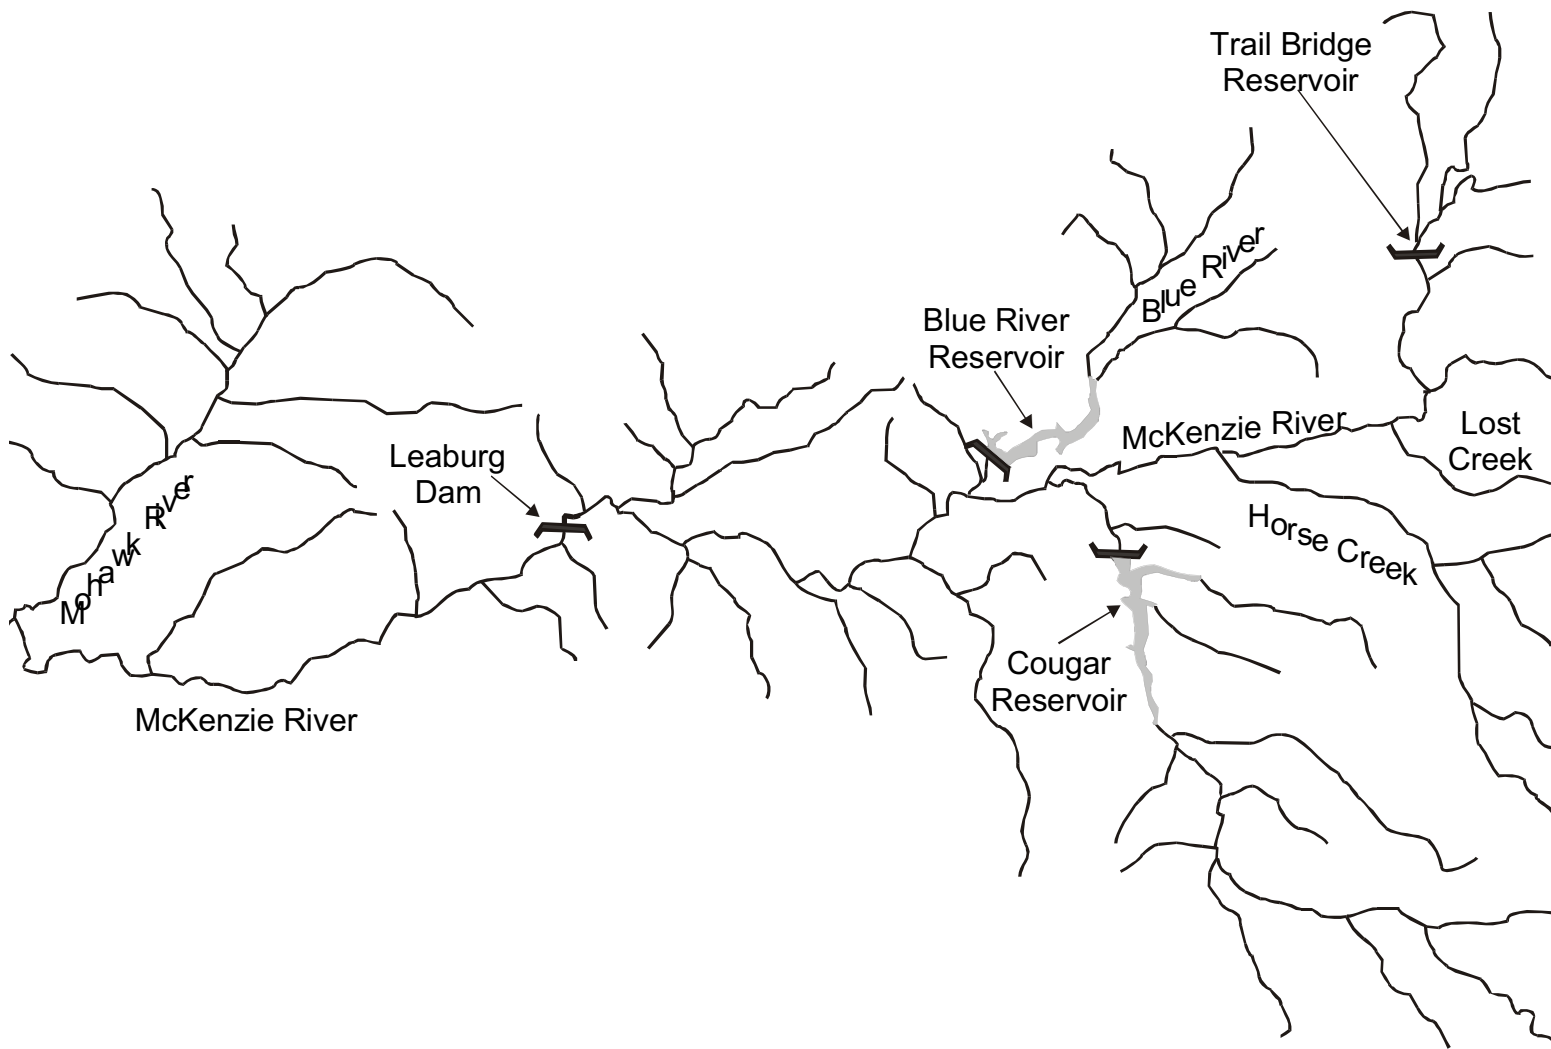 Trail Bridge
Reservoir
Blue River
Blue River
Reservoir
McKenzie River
Lost
Creek
Leaburg
Dam
Mohawk River
Horse Creek
Cougar
Reservoir
McKenzie River